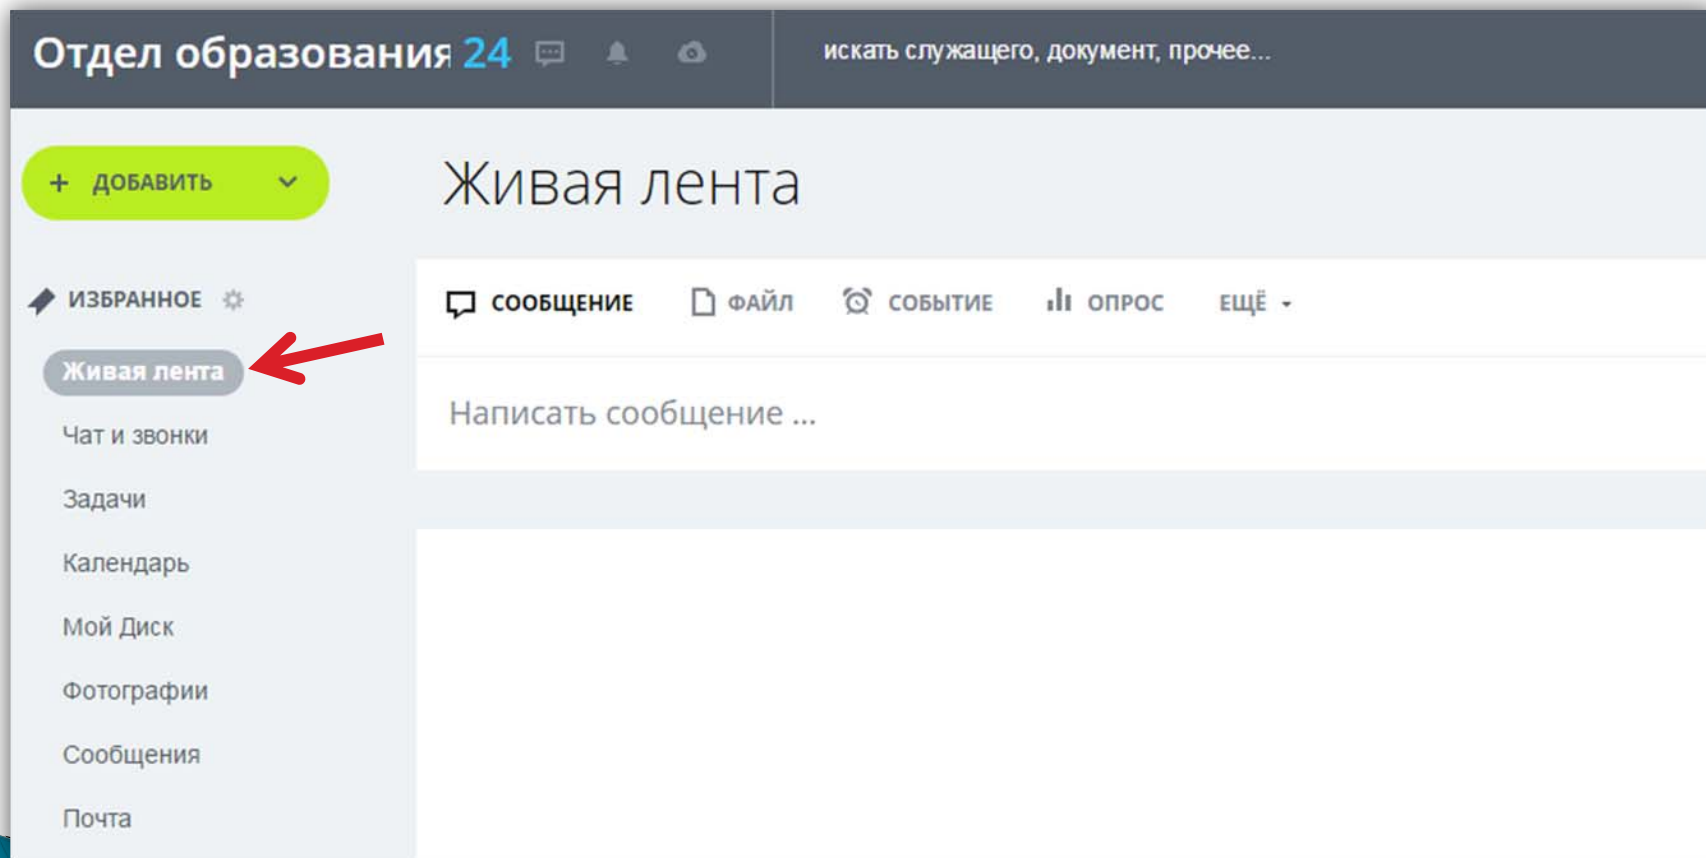 Отдел образования 24
искать служащего, документ, прочее...
+ ДОБАВИТЬ
Живая лента
ИЗБРАННОЕ
СООБЩЕНИЕ ФАЙЛ СОБЫТИЕ ОПРОС ЕЩЁ
Живая лента
Написать сообщение ...
Чат и звонки
Задачи
Календарь
Мой Диск
Фотографии
Сообщения
Почта